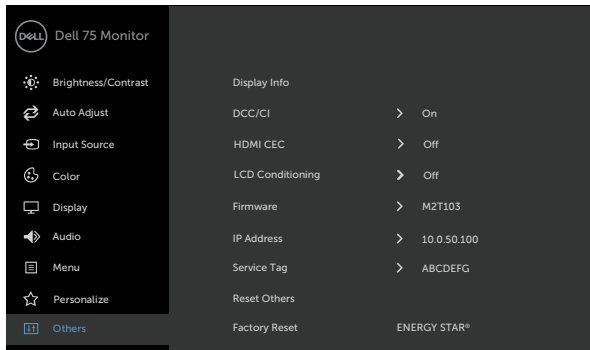 DELL Dell 75 Monitor
Brightness/Contrast Display Info
Auto Adjust DCC/CI On
Input Source HDMI CEC Off
Color LCD Conditioning Off
Display Firmware M2T103
Audio IP Address 10.0.50.100
Menu Service Tag ABCDEFG
Personalize Reset Others
Others Factory Reset ENERGY STAR®